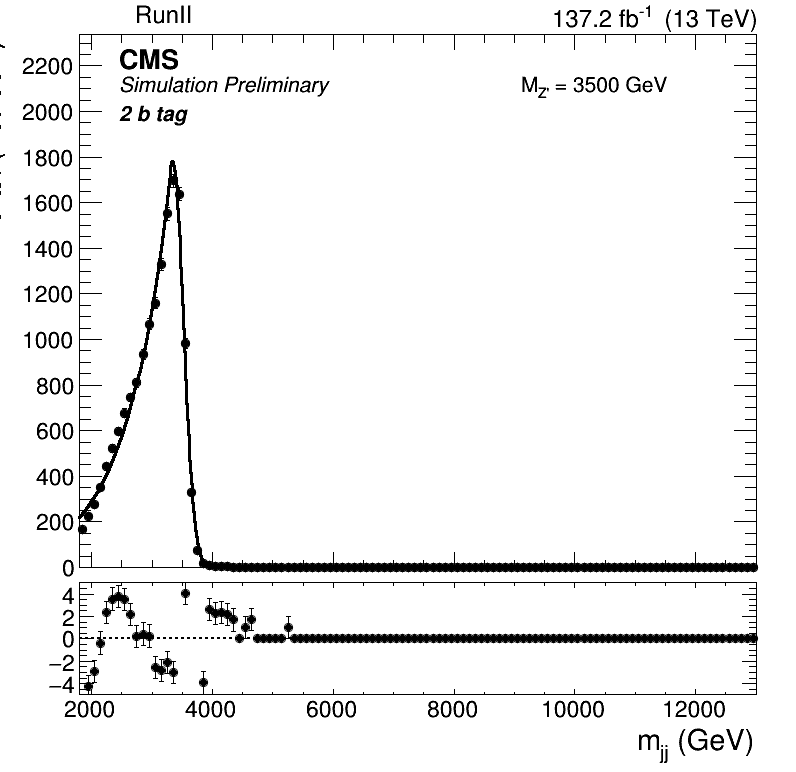 RunII 137.2 fb⁻¹ (13 TeV)
CMS
Simulation Preliminary
M_Z' = 3500 GeV
2 b tag
2200
2000
1800
1600
1400
1200
1000
800
600
400
200
0
4
2
0
−2
−4
2000 4000 6000 8000 10000 12000
m_jj (GeV)